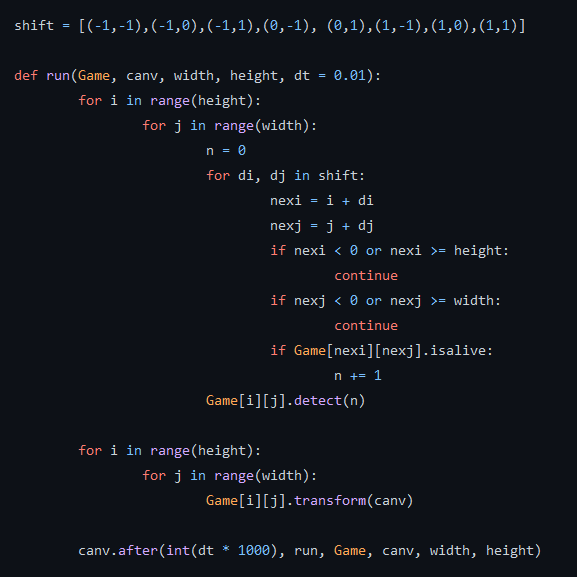 shift = [(-1,-1),(-1,0),(-1,1),(0,-1), (0,1),(1,-1),(1,0),(1,1)]

def run(Game, canv, width, height, dt = 0.01):
        for i in range(height):
                for j in range(width):
                        n = 0
                        for di, dj in shift:
                                nexi = i + di
                                nexj = j + dj
                                if nexi < 0 or nexi >= height:
                                        continue
                                if nexj < 0 or nexj >= width:
                                        continue
                                if Game[nexi][nexj].isalive:
                                        n += 1
                        Game[i][j].detect(n)

        for i in range(height):
                for j in range(width):
                        Game[i][j].transform(canv)

        canv.after(int(dt * 1000), run, Game, canv, width, height)